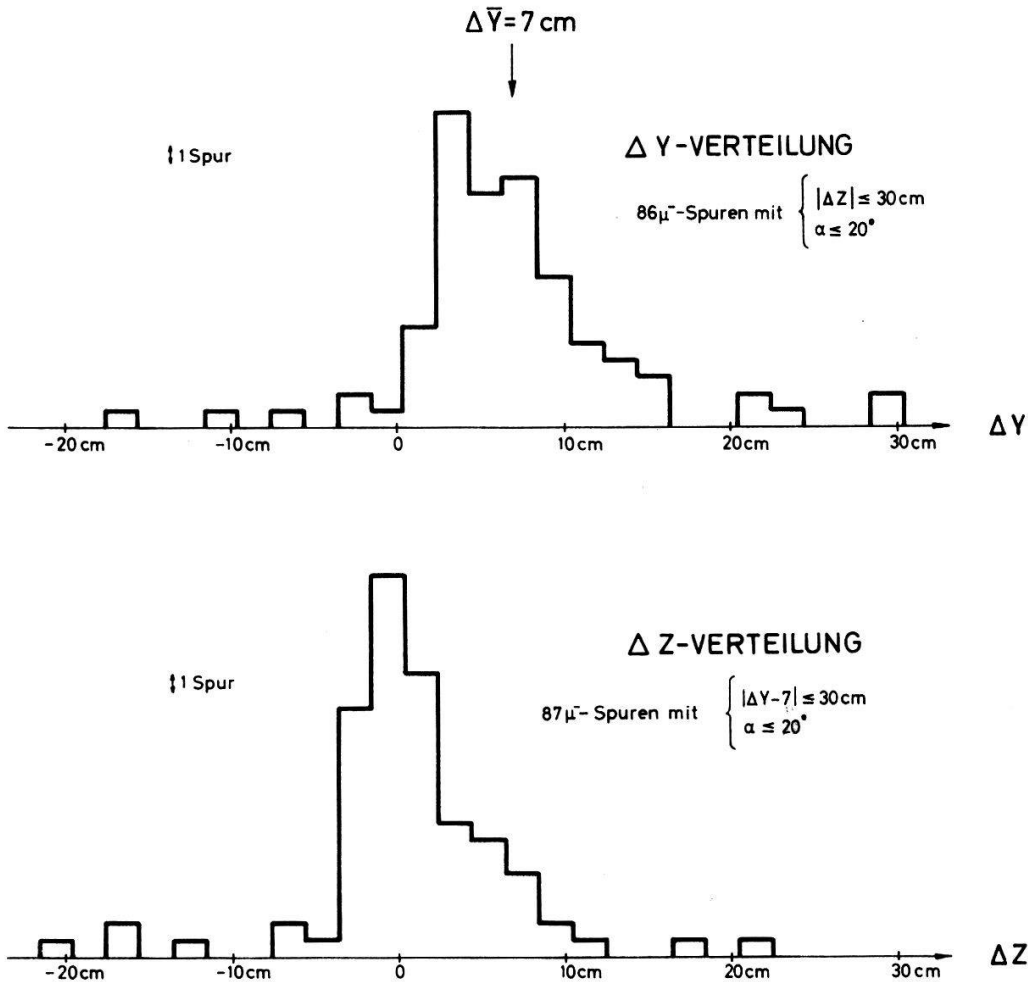 ΔȲ=7 cm
1 Spur
Δ Y-VERTEILUNG
86μ⁻-Spuren mit
|ΔZ| ≤ 30 cm
α ≤ 20°
-20 cm
-10 cm
0
10 cm
20 cm
30 cm
ΔY
1 Spur
Δ Z-VERTEILUNG
87μ⁻-Spuren mit
|ΔY-7| ≤ 30 cm
α ≤ 20°
-20 cm
-10 cm
0
10 cm
20 cm
30 cm
ΔZ